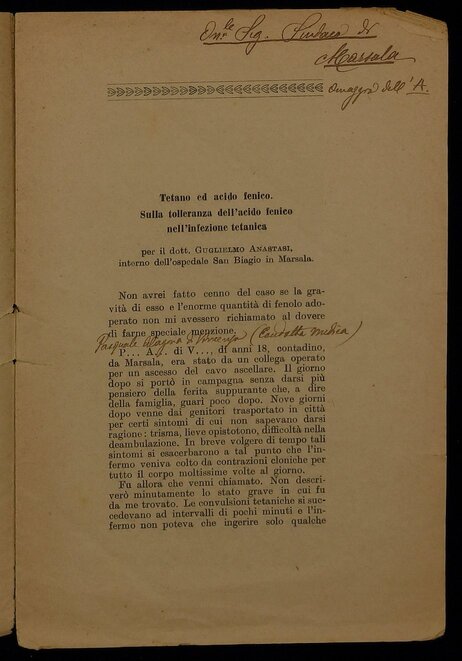 On.le Sig. Sindaco di
Marsala
Omaggio dell'A.
Tetano ed acido fenico.
Sulla tolleranza dell'acido fenico
nell'infezione tetanica
per il dott. GUGLIELMO ANASTASI,
interno dell'ospedale San Biagio in Marsala.
Non avrei fatto cenno del caso se la gra-
vità di esso e l'enorme quantità di fenolo ado-
perato non mi avessero richiamato al dovere
di farne speciale menzione.
Pasquale di Vincenzo (Condotta medica)
P... A... di V..., di anni 18, contadino,
da Marsala, era stato da un collega operato
per un ascesso del cavo ascellare. Il giorno
dopo si portò in campagna senza darsi più
pensiero della ferita suppurante che, a dire
della famiglia, guarì poco dopo. Nove giorni
dopo venne dai genitori trasportato in città
per certi sintomi di cui non sapevano darsi
ragione: trisma, lieve opistotono, difficoltà nella
deambulazione. In breve volgere di tempo tali
sintomi si esacerbarono a tal punto che l'in-
fermo veniva colto da contrazioni cloniche per
tutto il corpo moltissime volte al giorno.
Fu allora che venni chiamato. Non descri-
verò minutamente lo stato grave in cui fu
da me trovato. Le convulsioni tetaniche si suc-
cedevano ad intervalli di pochi minuti e l'in-
fermo non poteva che ingerire solo qualche